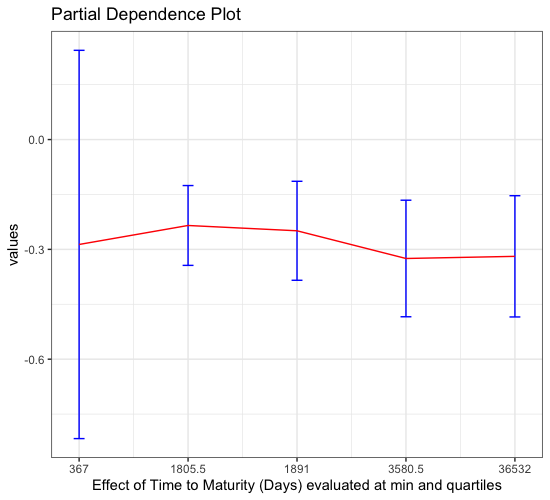 Partial Dependence Plot
values
0.0
-0.3
-0.6
367 1805.5 1891 3580.5 36532
Effect of Time to Maturity (Days) evaluated at min and quartiles